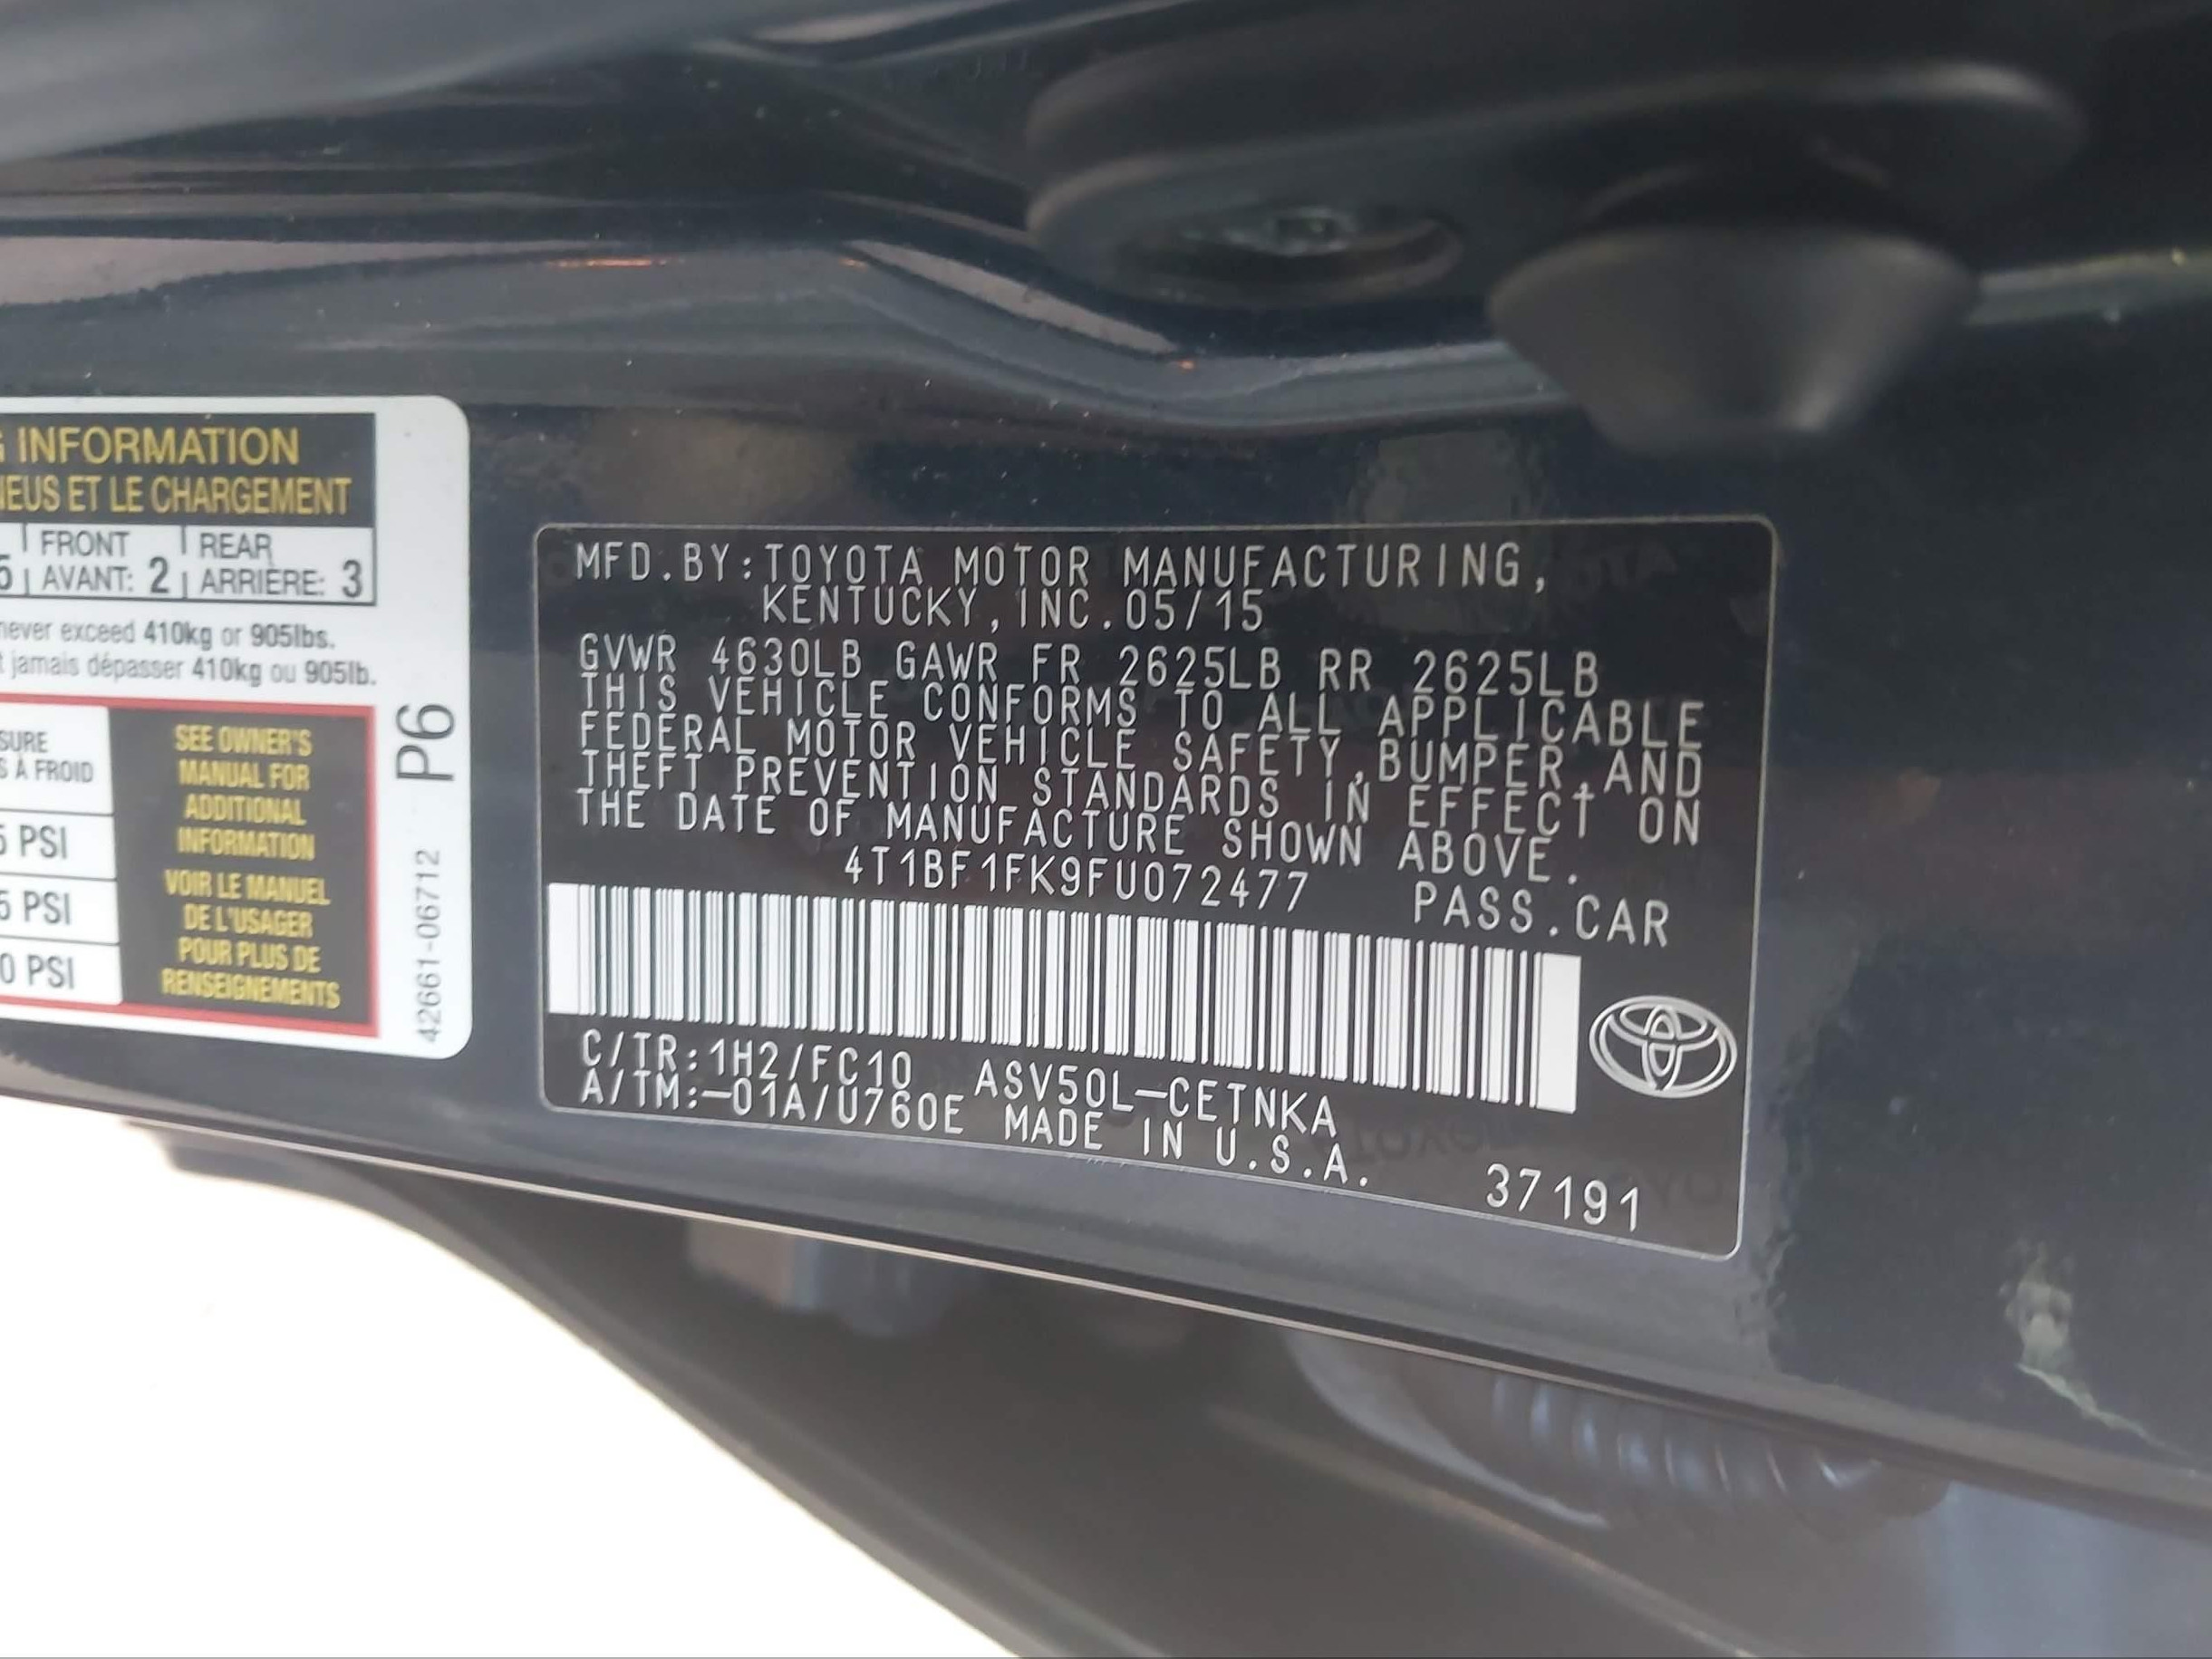 INFORMATION
ET LE CHARGEMENT
FRONT REAR
AVANT: 2 ARRIÈRE: 3
never exceed 410kg or 905lbs.
jamais dépasser 410kg ou 905lb.
À FROID
PSI
PSI
PSI
SEE OWNER'S
MANUAL FOR
ADDITIONAL
INFORMATION
VOIR LE MANUEL
DE L'USAGER
POUR PLUS DE
RENSEIGNEMENTS
P6
42661-06712
MFD.BY:TOYOTA MOTOR MANUFACTURING,
KENTUCKY,INC.05/15
GVWR 4630LB GAWR FR 2625LB RR 2625LB
THIS VEHICLE CONFORMS TO ALL APPLICABLE
FEDERAL MOTOR VEHICLE SAFETY,BUMPER,AND
THEFT PREVENTION STANDARDS IN EFFECT ON
THE DATE OF MANUFACTURE SHOWN ABOVE.
4T1BF1FK9FU072477 PASS.CAR
C/TR:1H2/FC10 ASV50L-CETNKA
A/TM:-01A/U760E MADE IN U.S.A.
37191